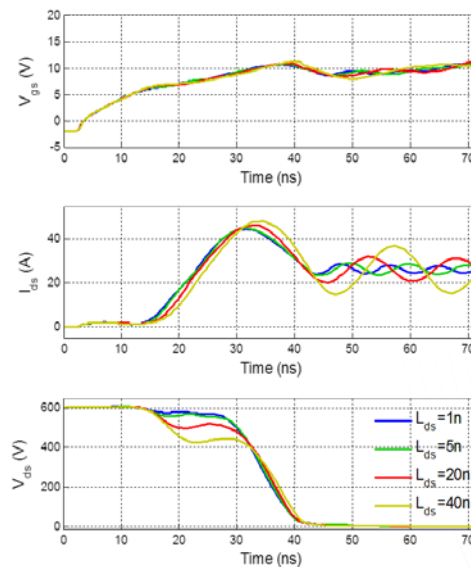 20
15
10
5
0
-5
V_gs (V)
0 10 20 30 40 50 60 70
Time (ns)
40
20
0
I_ds (A)
0 10 20 30 40 50 60 70
Time (ns)
600
400
200
0
V_ds (V)
L_ds=1n
L_ds=5n
L_ds=20n
L_ds=40n
0 10 20 30 40 50 60 70
Time (ns)